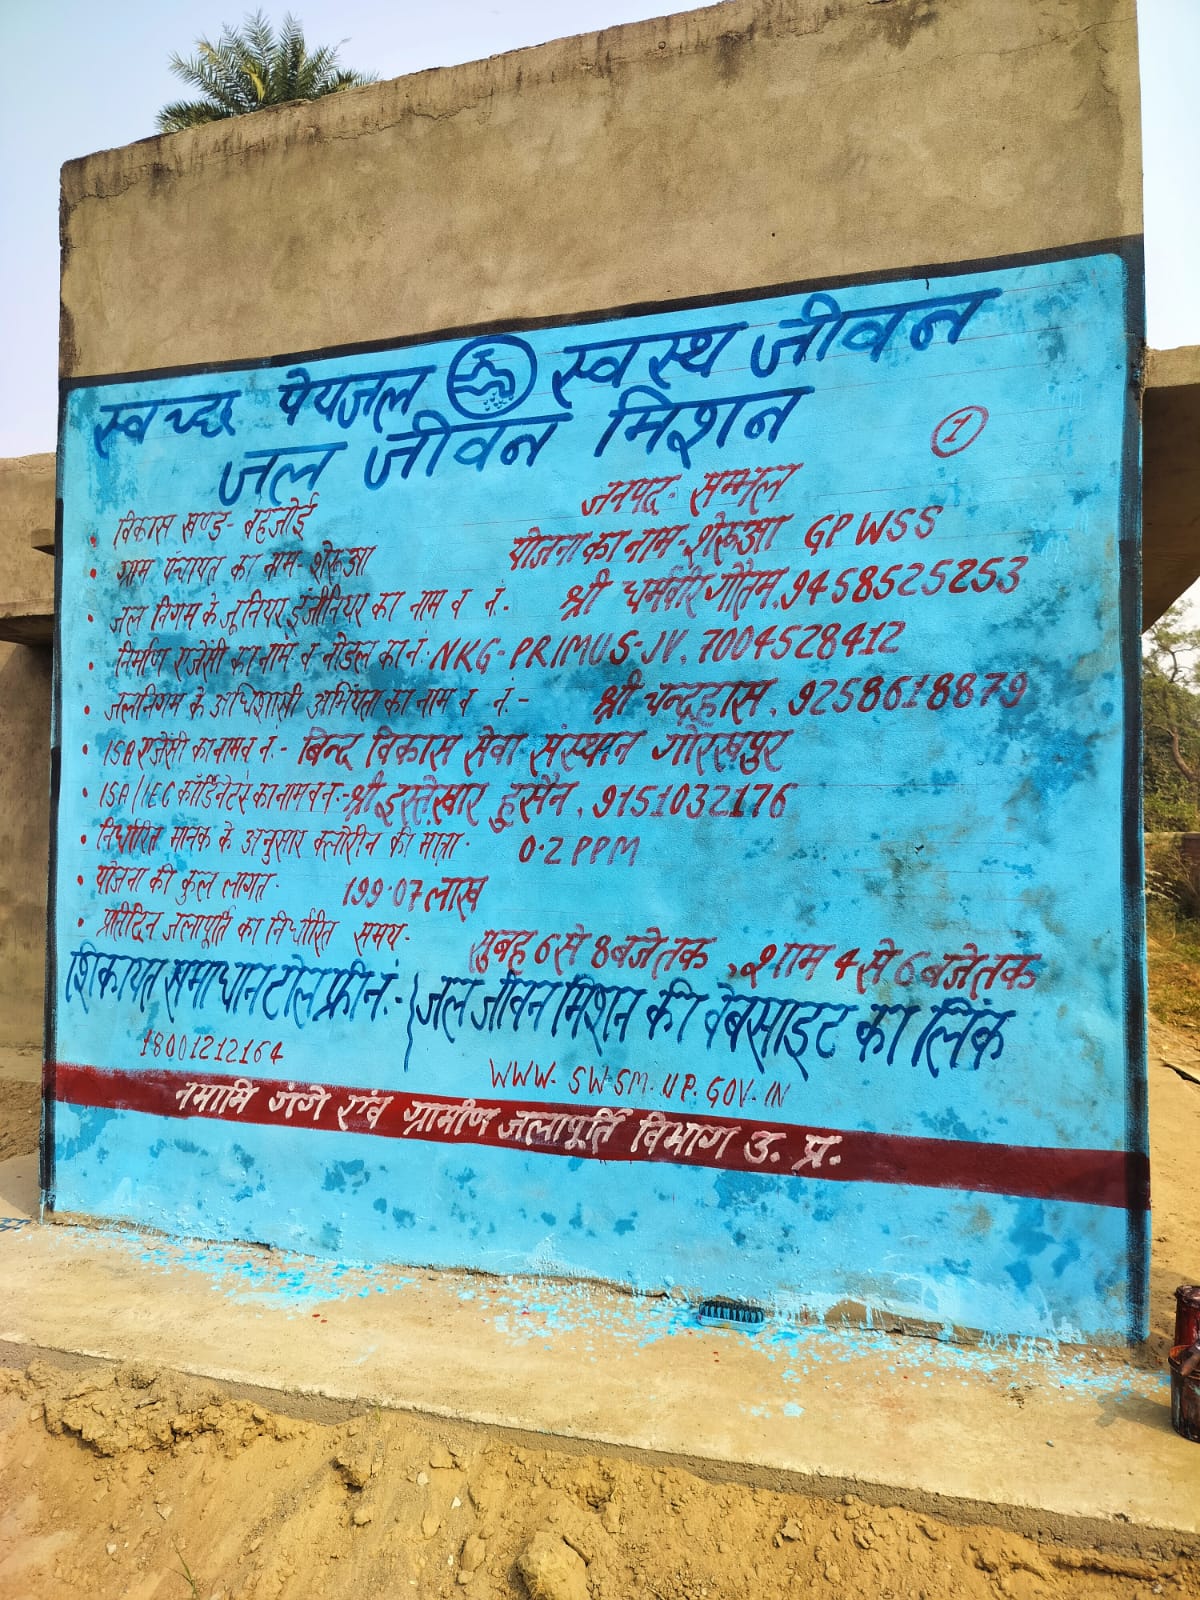 स्वच्छ पेयजल स्वस्थ जीवन
जल जीवन मिशन
1
जनपद- सम्भल
• विकास खण्ड- बहजोई
• ग्राम पंचायत का नाम- शेरूआ योजना का नाम- शेरूआ GPWSS
• जल निगम के जूनियर इंजीनियर का नाम व नं.- श्री धर्मवीर गौतम, 9458525253
• निर्माण एजेंसी का नाम व नोडल का नं- NKG-PRIMUS-JV, 7004528412
• जलनिगम के अधिशासी अभियंता का नाम व नं- श्री चन्द्रहास, 9258618879
• ISA एजेंसी का नाम व नं.- बिन्द विकास सेवा संस्थान गोरखपुर
• ISA/IEC कॉर्डिनेटर का नाम व नं.- श्री इस्तेखार हुसैन, 9151032176
• निर्धारित मानक के अनुसार क्लोरीन की मात्रा- 0.2 PPM
• योजना की कुल लागत- 199.07 लाख
• प्रतिदिन जलापूर्ति का निर्धारित समय- सुबह 6 से 8 बजे तक, शाम 4 से 6 बजे तक
शिकायत समाधान टोल फ्री नं.- जल जीवन मिशन की वेबसाइट का लिंक
18001212164 WWW.SWSM.UP.GOV.IN
नमामि गंगे एंव ग्रामीण जलापूर्ति विभाग उ. प्र.